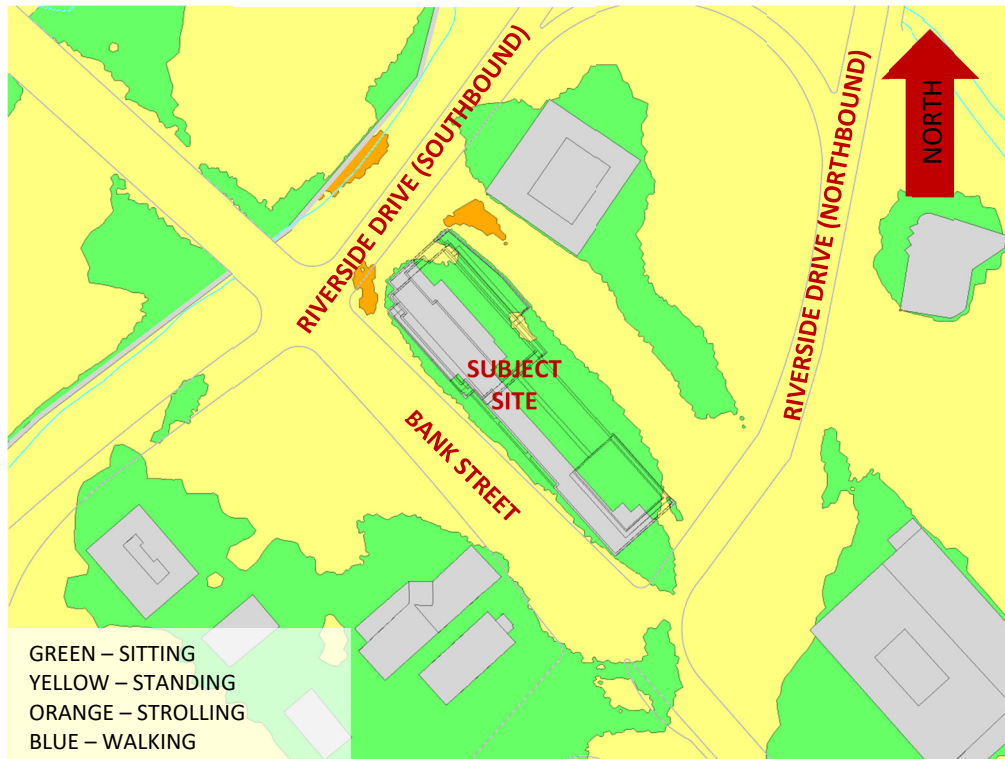 RIVERSIDE DRIVE (SOUTHBOUND)
RIVERSIDE DRIVE (NORTHBOUND)
NORTH
SUBJECT
SITE
BANK STREET
GREEN – SITTING
YELLOW – STANDING
ORANGE – STROLLING
BLUE – WALKING